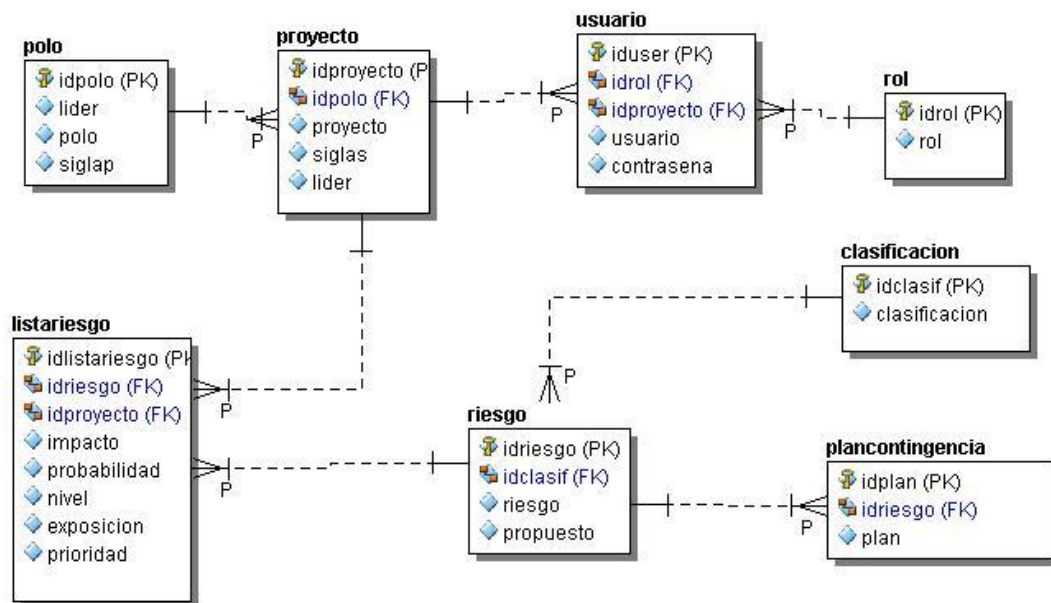 polo
idpolo (PK)
lider
polo
siglap
proyecto
idproyecto (P
idpolo (FK)
proyecto
siglas
lider
usuario
iduser (PK)
idrol (FK)
idproyecto (FK)
usuario
contrasena
rol
idrol (PK)
rol
P
P
P
clasificacion
idclasif (PK)
clasificacion
P
listariesgo
idlistariesgo (PK
idriesgo (FK)
idproyecto (FK)
impacto
probabilidad
nivel
exposicion
prioridad
P
P
riesgo
idriesgo (PK)
idclasif (FK)
riesgo
propuesto
plancontingencia
idplan (PK)
idriesgo (FK)
plan
P